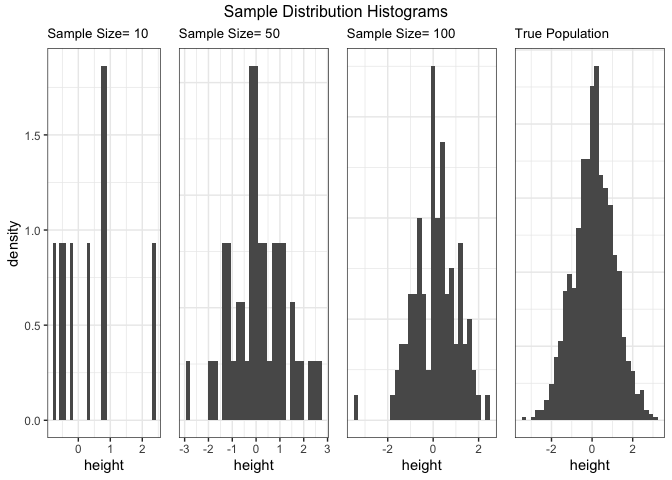 Sample Distribution Histograms
Sample Size= 10
Sample Size= 50
Sample Size= 100
True Population
density
1.5
1.0
0.5
0.0
0 1 2
-3 -2 -1 0 1 2 3
-2 0 2
-2 0 2
height
height
height
height